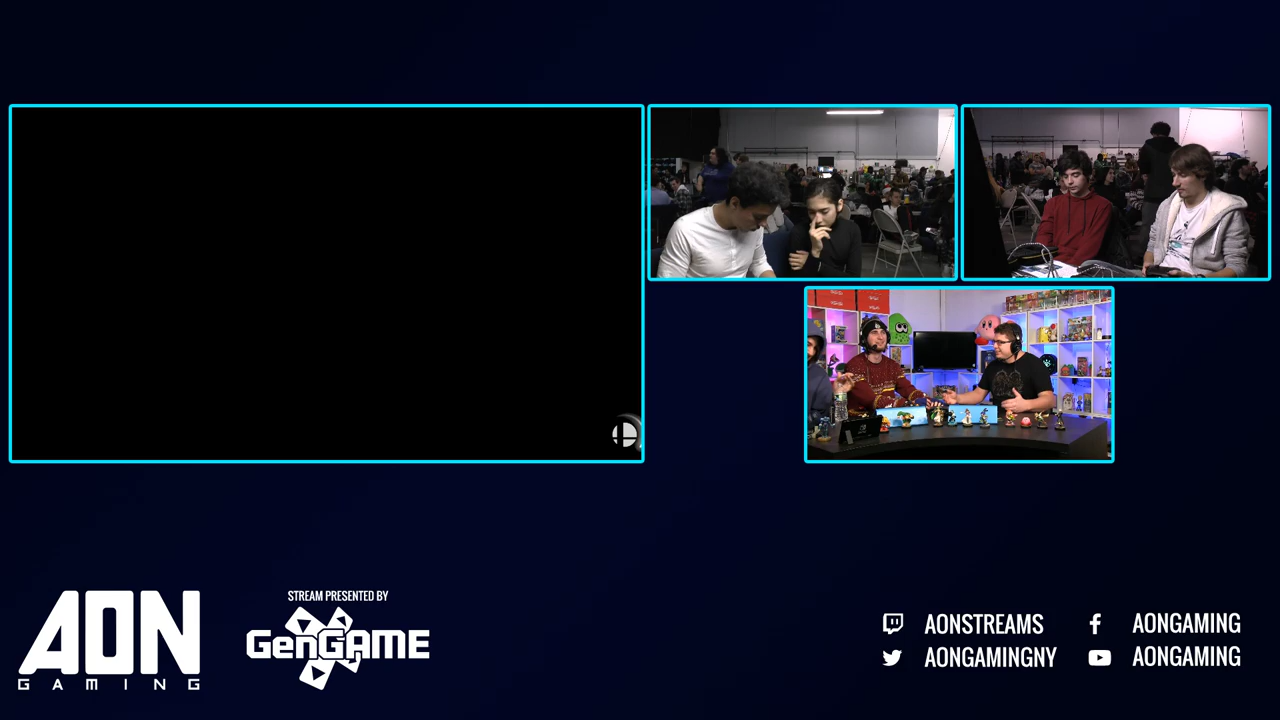 AON
GAMING
STREAM PRESENTED BY
GENGAME
AONSTREAMS
AONGAMING
AONGAMINGNY
AONGAMING